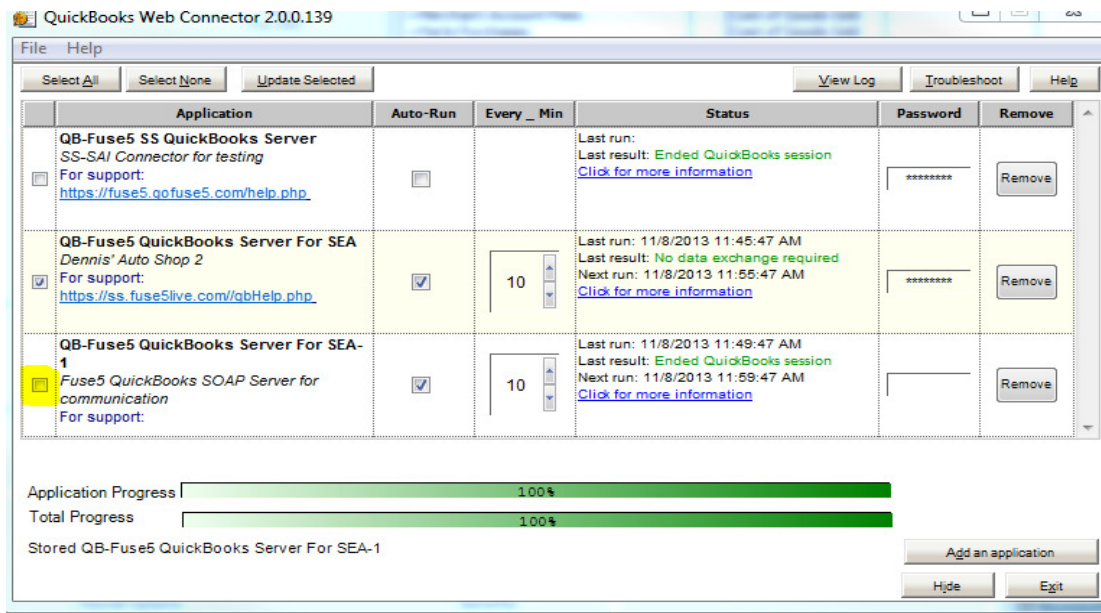 QuickBooks Web Connector 2.0.0.139
File Help
Select All Select None Update Selected View Log Troubleshoot Help
Application Auto-Run Every _ Min Status Password Remove
QB-Fuse5 SS QuickBooks Server
SS-SAI Connector for testing
For support:
https://fuse5.gofuse5.com/help.php
Last run:
Last result: Ended QuickBooks session
Click for more information
********
Remove
QB-Fuse5 QuickBooks Server For SEA
Dennis' Auto Shop 2
For support:
https://ss.fuse5live.com//qbHelp.php
10
Last run: 11/8/2013 11:45:47 AM
Last result: No data exchange required
Next run: 11/8/2013 11:55:47 AM
Click for more information
********
Remove
QB-Fuse5 QuickBooks Server For SEA-
1
Fuse5 QuickBooks SOAP Server for
communication
For support:
10
Last run: 11/8/2013 11:49:47 AM
Last result: Ended QuickBooks session
Next run: 11/8/2013 11:59:47 AM
Click for more information
Remove
Application Progress 100%
Total Progress 100%
Stored QB-Fuse5 QuickBooks Server For SEA-1
Add an application
Hide Exit